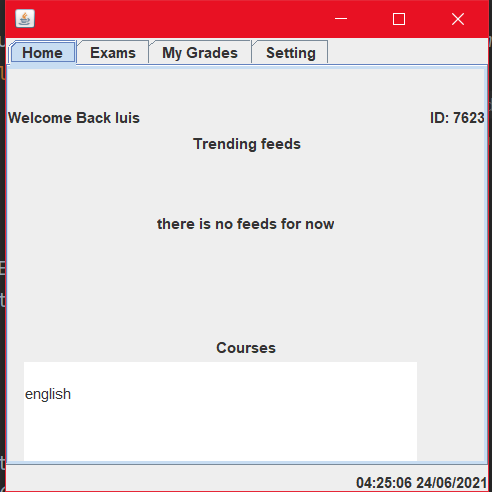 Home Exams My Grades Setting
Welcome Back luis ID: 7623
Trending feeds
there is no feeds for now
Courses
english
04:25:06 24/06/2021